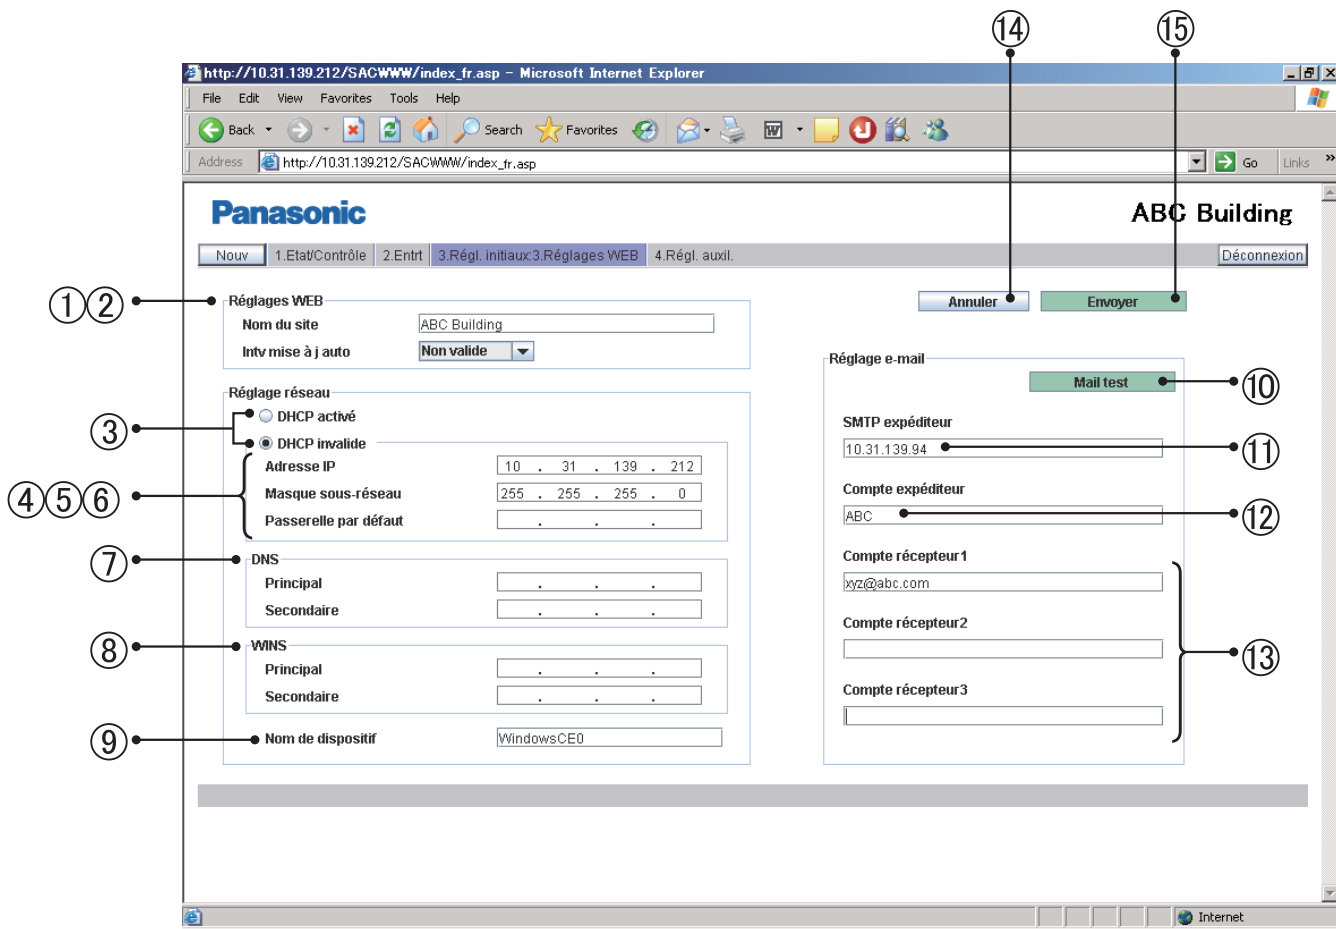 ⑭ ⑮
http://10.31.139.212/SACWWW/index_fr.asp - Microsoft Internet Explorer
File Edit View Favorites Tools Help
Back Search Favorites
Address http://10.31.139.212/SACWWW/index_fr.asp Go Links »
Panasonic ABC Building
Nouv 1.Etat/Contrôle 2.Entrt 3.Régl. initiaux:3.Réglages WEB 4.Régl. auxil. Déconnexion
①② Réglages WEB
Nom du site ABC Building
Intv mise à j auto Non valide
Annuler Envoyer
Réglage réseau
③ DHCP activé
DHCP invalide
④⑤⑥
Adresse IP 10 . 31 . 139 . 212
Masque sous-réseau 255 . 255 . 255 . 0
Passerelle par défaut . . .
⑦ DNS
Principal . . .
Secondaire . . .
⑧ WINS
Principal . . .
Secondaire . . .
⑨ Nom de dispositif WindowsCE0
Réglage e-mail
Mail test ⑩
SMTP expéditeur
10.31.139.94 ⑪
Compte expéditeur
ABC ⑫
Compte récepteur1
xyz@abc.com
Compte récepteur2
⑬
Compte récepteur3
Internet